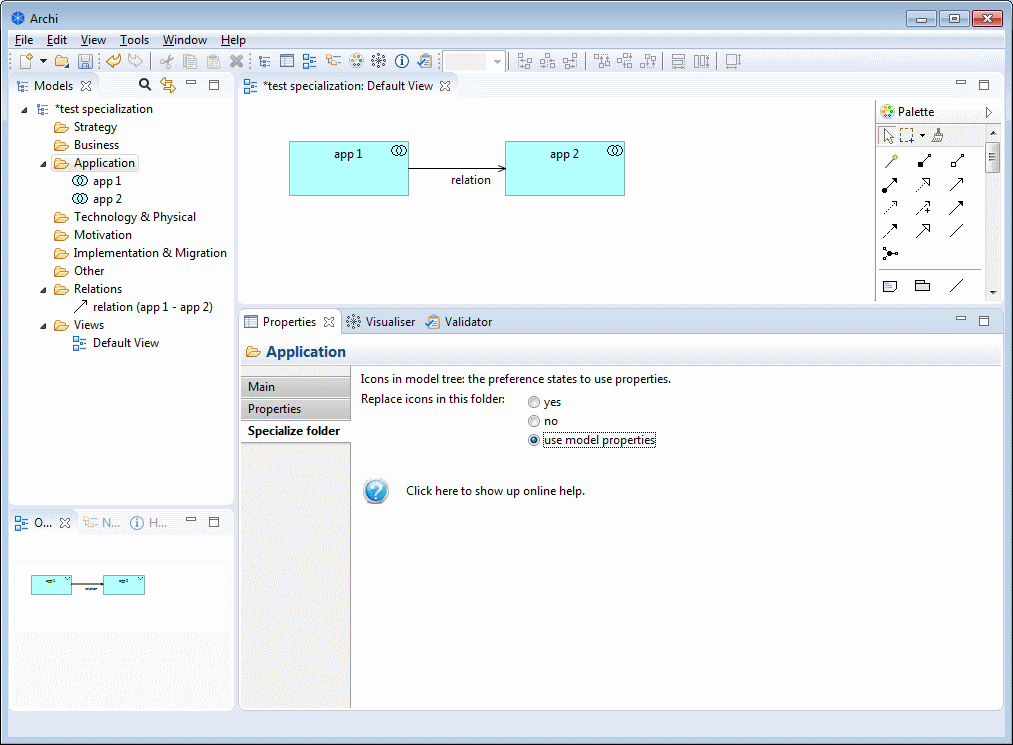 Archi
File Edit View Tools Window Help
Models
*test specialization
Strategy
Business
Application
app 1
app 2
Technology & Physical
Motivation
Implementation & Migration
Other
Relations
relation (app 1 - app 2)
Views
Default View
*test specialization: Default View
app 1
app 2
relation
Palette
O...
N...
H...
Properties
Visualiser
Validator
Application
Main
Properties
Specialize folder
Icons in model tree: the preference states to use properties.
Replace icons in this folder:
yes
no
use model properties
Click here to show up online help.